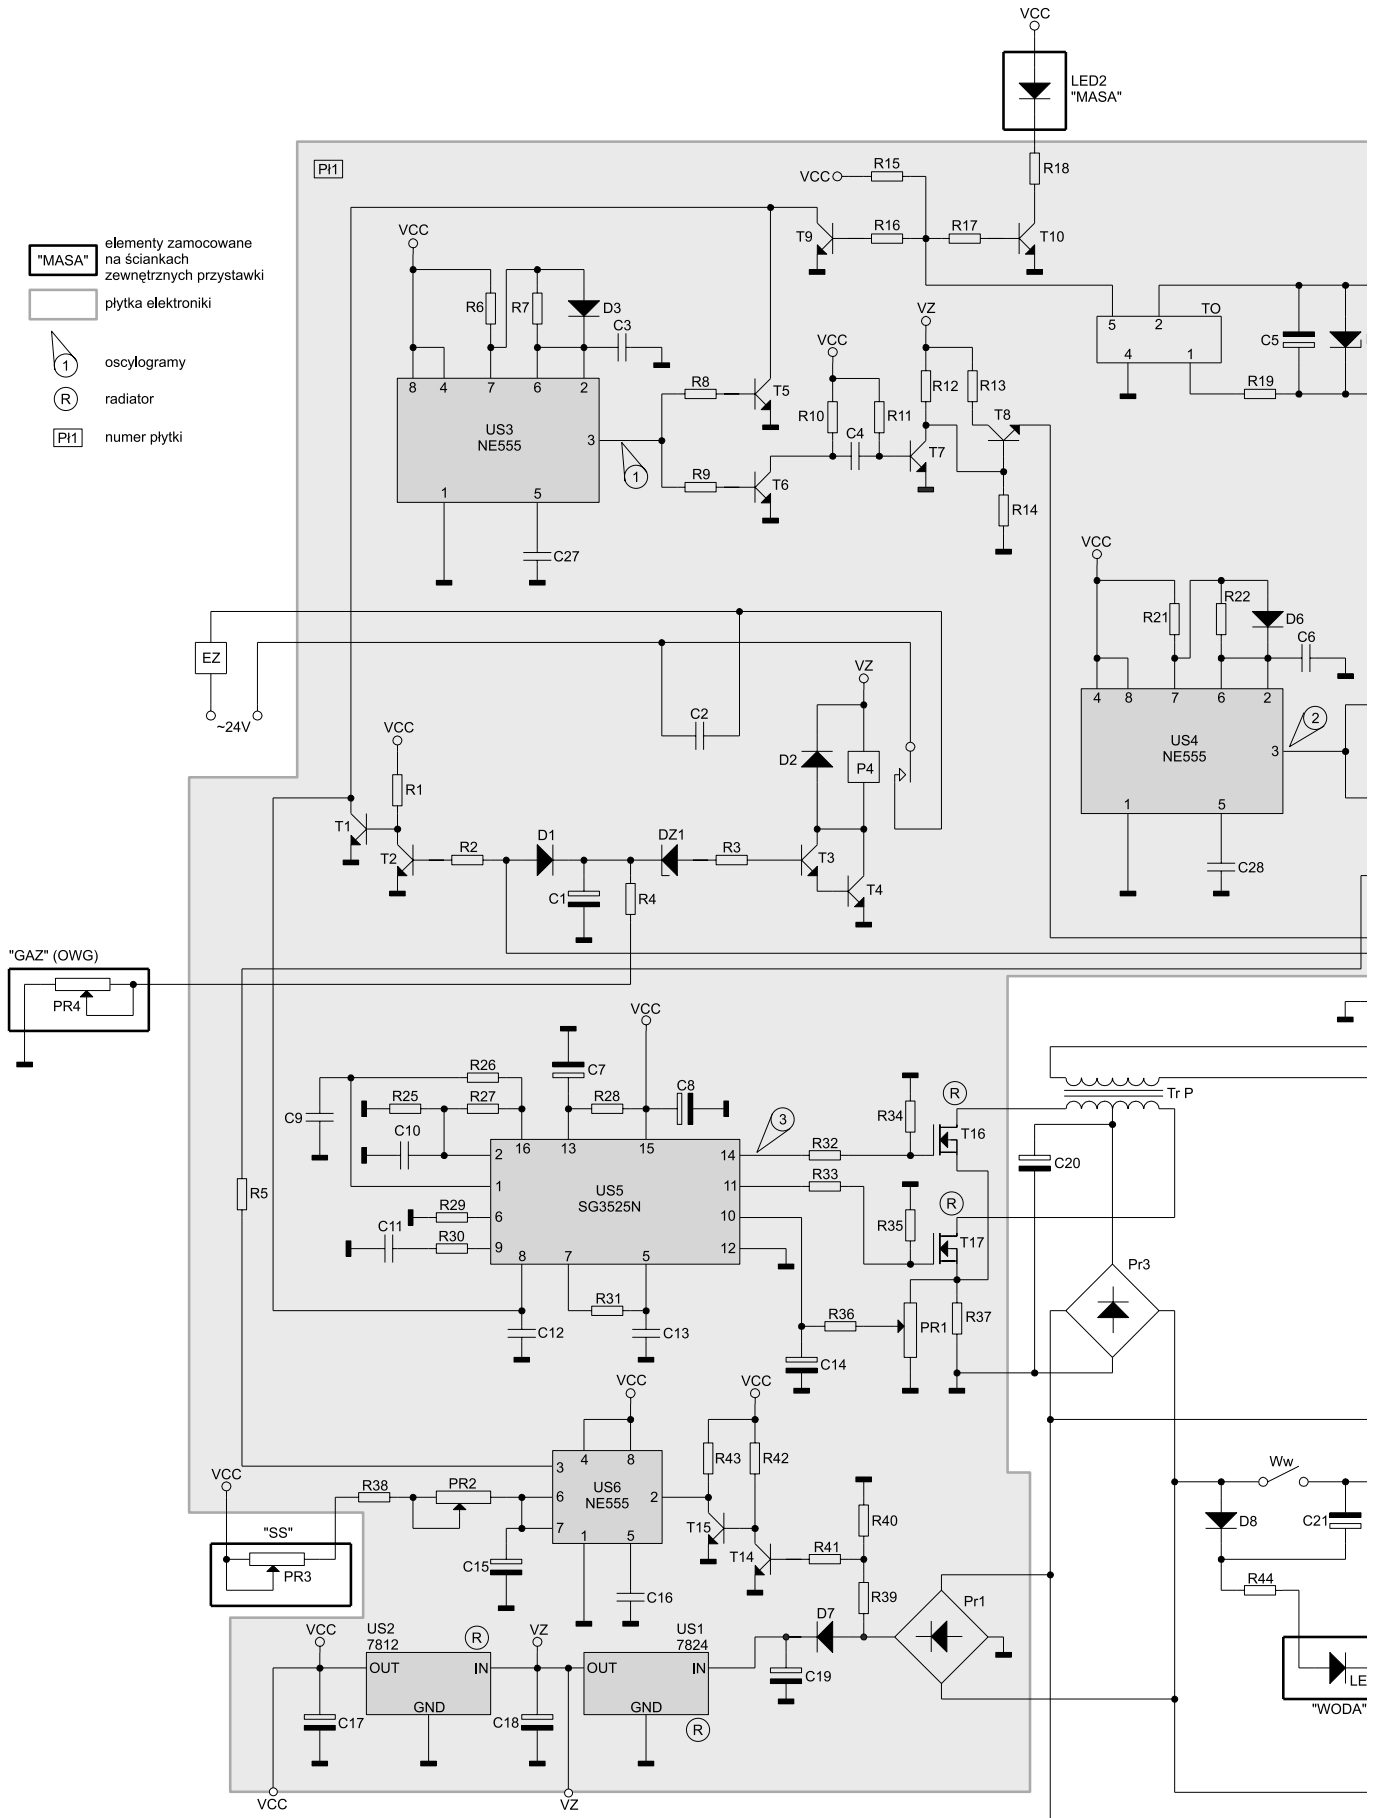 VCC
LED2
"MASA"
Pł1
R15
VCC
R18
"MASA"
elementy zamocowane
na ściankach
zewnętrznych przystawki
płytka elektroniki
1
oscylogramy
R
radiator
Pł1
numer płytki
VCC
T9
R16
R17
T10
R6
R7
D3
C3
VZ
5
2
TO
4
1
C5
R19
8
4
7
6
2
US3
NE555
3
1
5
R8
T5
VCC
R10
R11
C4
R12
R13
T8
T7
1
R9
T6
R14
C27
VCC
R21
R22
D6
C6
EZ
~24V
C2
VZ
D2
P4
4
8
7
6
2
US4
NE555
3
2
1
5
C28
VCC
R1
T1
T2
R2
D1
DZ1
R3
T3
T4
C1
R4
"GAZ" (OWG)
PR4
VCC
R26
C7
R25
R27
R28
C8
C9
C10
16
13
15
2
14
1
US5
SG3525N
11
6
10
9
12
8
7
5
3
R32
R33
R34
R
T16
R35
R
T17
Tr P
C20
R5
R29
C11
R30
R31
C12
C13
R36
PR1
R37
C14
Pr3
VCC
VCC
4
8
3
6
US6
NE555
2
7
1
5
R43
R42
VCC
R38
PR2
"SS"
PR3
C15
C16
T15
T14
R41
R40
R39
Ww
D8
C21
R44
LE
"WODA"
D7
Pr1
VCC
US2
7812
R
OUT
IN
GND
VZ
US1
7824
OUT
IN
GND
R
C17
C18
C19
VCC
VZ